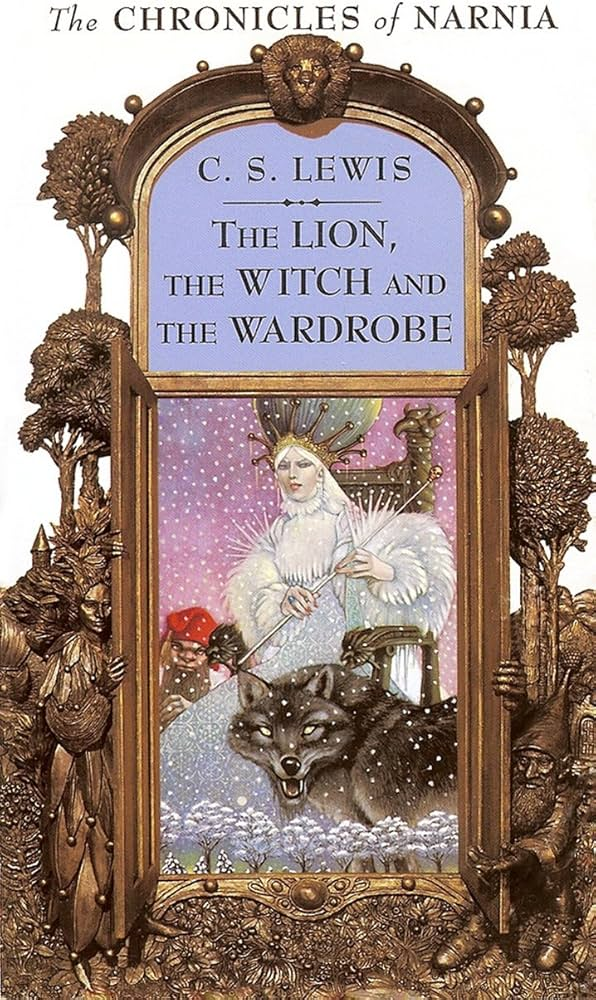 The CHRONICLES of NARNIA
C. S. LEWIS
THE LION,
THE WITCH AND
THE WARDROBE